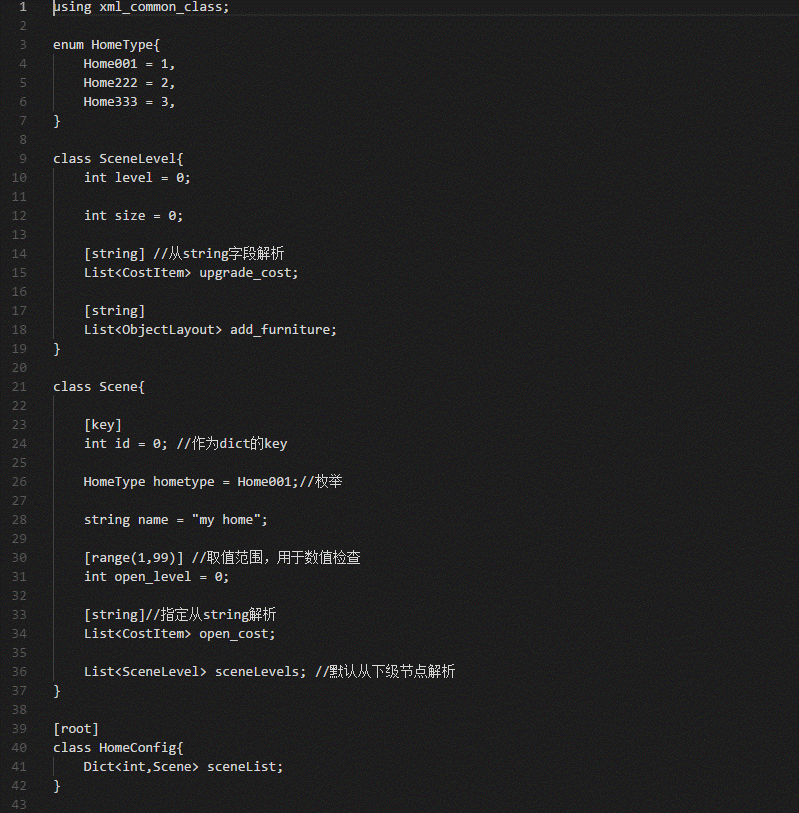 1 using xml_common_class;
2
3 enum HomeType{
4 Home001 = 1,
5 Home222 = 2,
6 Home333 = 3,
7 }
8
9 class SceneLevel{
10 int level = 0;
11
12 int size = 0;
13
14 [string] //从string字段解析
15 List<CostItem> upgrade_cost;
16
17 [string]
18 List<ObjectLayout> add_furniture;
19 }
20
21 class Scene{
22
23 [key]
24 int id = 0; //作为dict的key
25
26 HomeType hometype = Home001;//枚举
27
28 string name = "my home";
29
30 [range(1,99)] //取值范围，用于数值检查
31 int open_level = 0;
32
33 [string]//指定从string解析
34 List<CostItem> open_cost;
35
36 List<SceneLevel> sceneLevels; //默认从下级节点解析
37 }
38
39 [root]
40 class HomeConfig{
41 Dict<int,Scene> sceneList;
42 }
43